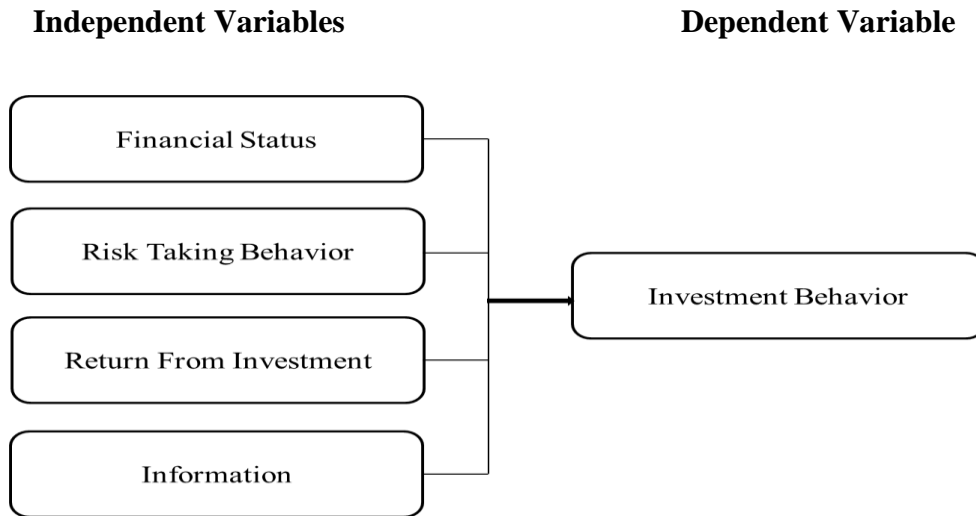 Independent Variables
Dependent Variable
Financial Status
Risk Taking Behavior
Investment Behavior
Return From Investment
Information